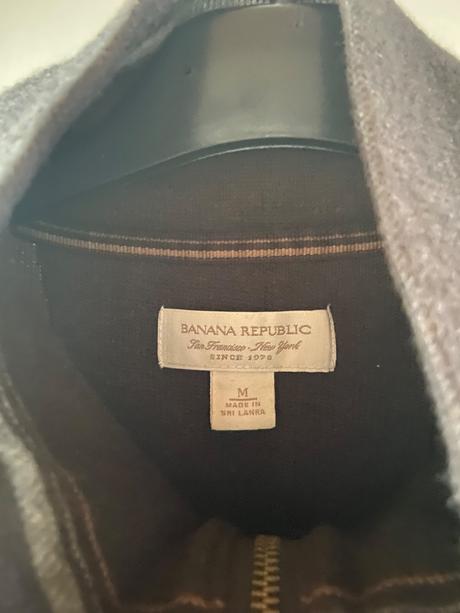 BANANA REPUBLIC
San Francisco · New York
SINCE 1978
M
MADE IN
SRI LANKA